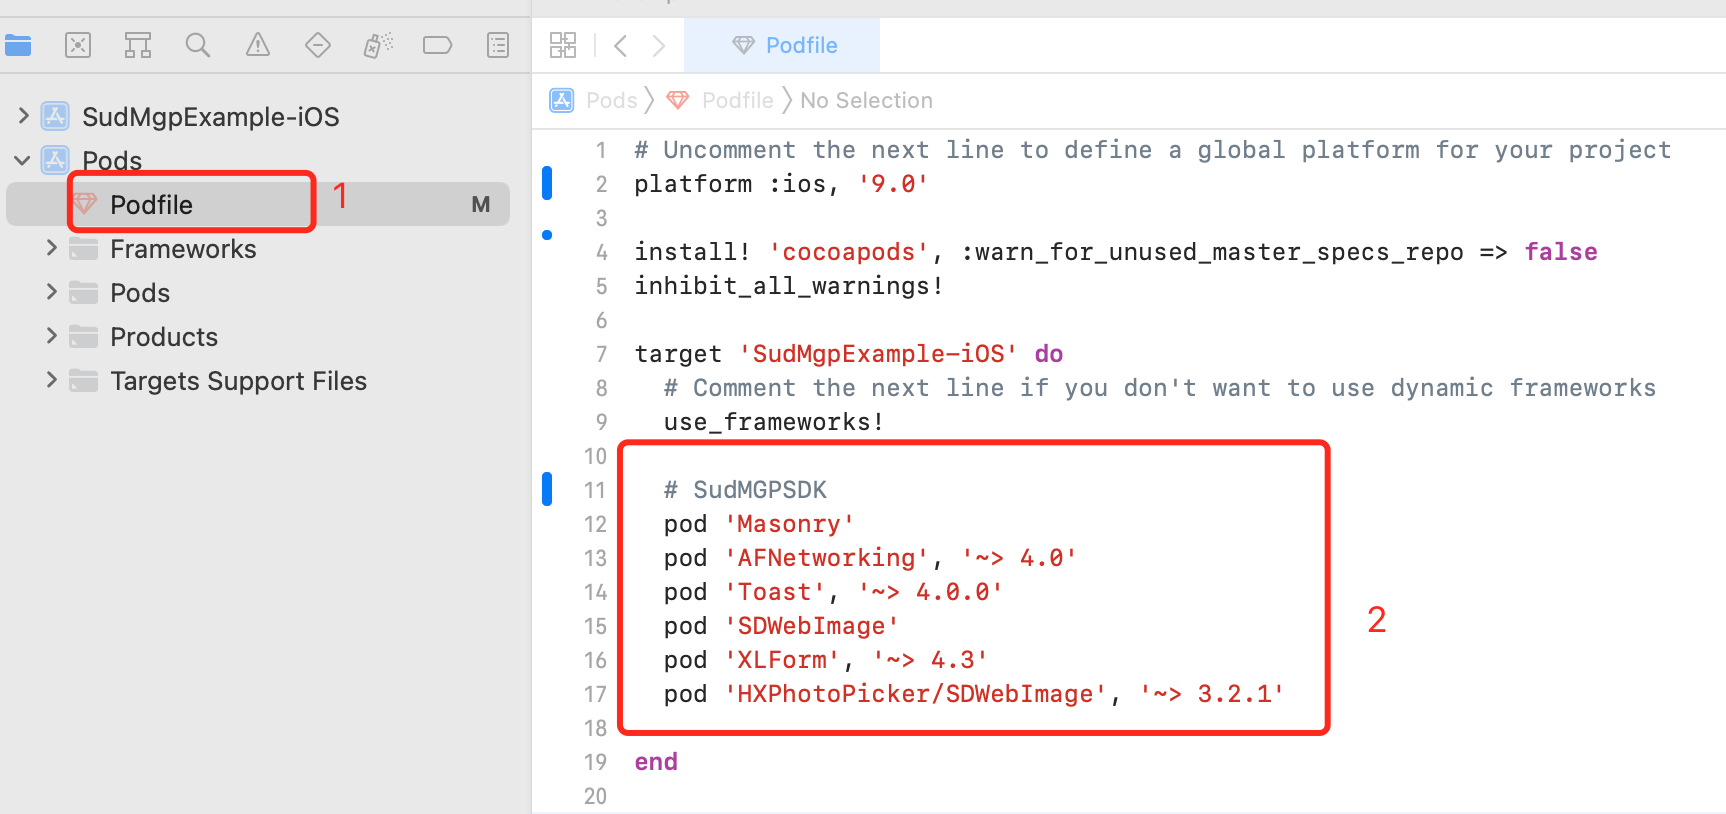 SudMgpExample-iOS
Pods
Podfile
M
1
Frameworks
Pods
Products
Targets Support Files
Podfile
Pods
Podfile
No Selection
1 # Uncomment the next line to define a global platform for your project
2 platform :ios, '9.0'
3
4 install! 'cocoapods', :warn_for_unused_master_specs_repo => false
5 inhibit_all_warnings!
6
7 target 'SudMgpExample-iOS' do
8 # Comment the next line if you don't want to use dynamic frameworks
9 use_frameworks!
10
11 # SudMGPSDK
12 pod 'Masonry'
13 pod 'AFNetworking', '~> 4.0'
14 pod 'Toast', '~> 4.0.0'
15 pod 'SDWebImage'
16 pod 'XLForm', '~> 4.3'
17 pod 'HXPhotoPicker/SDWebImage', '~> 3.2.1'
18
19 end
20
2